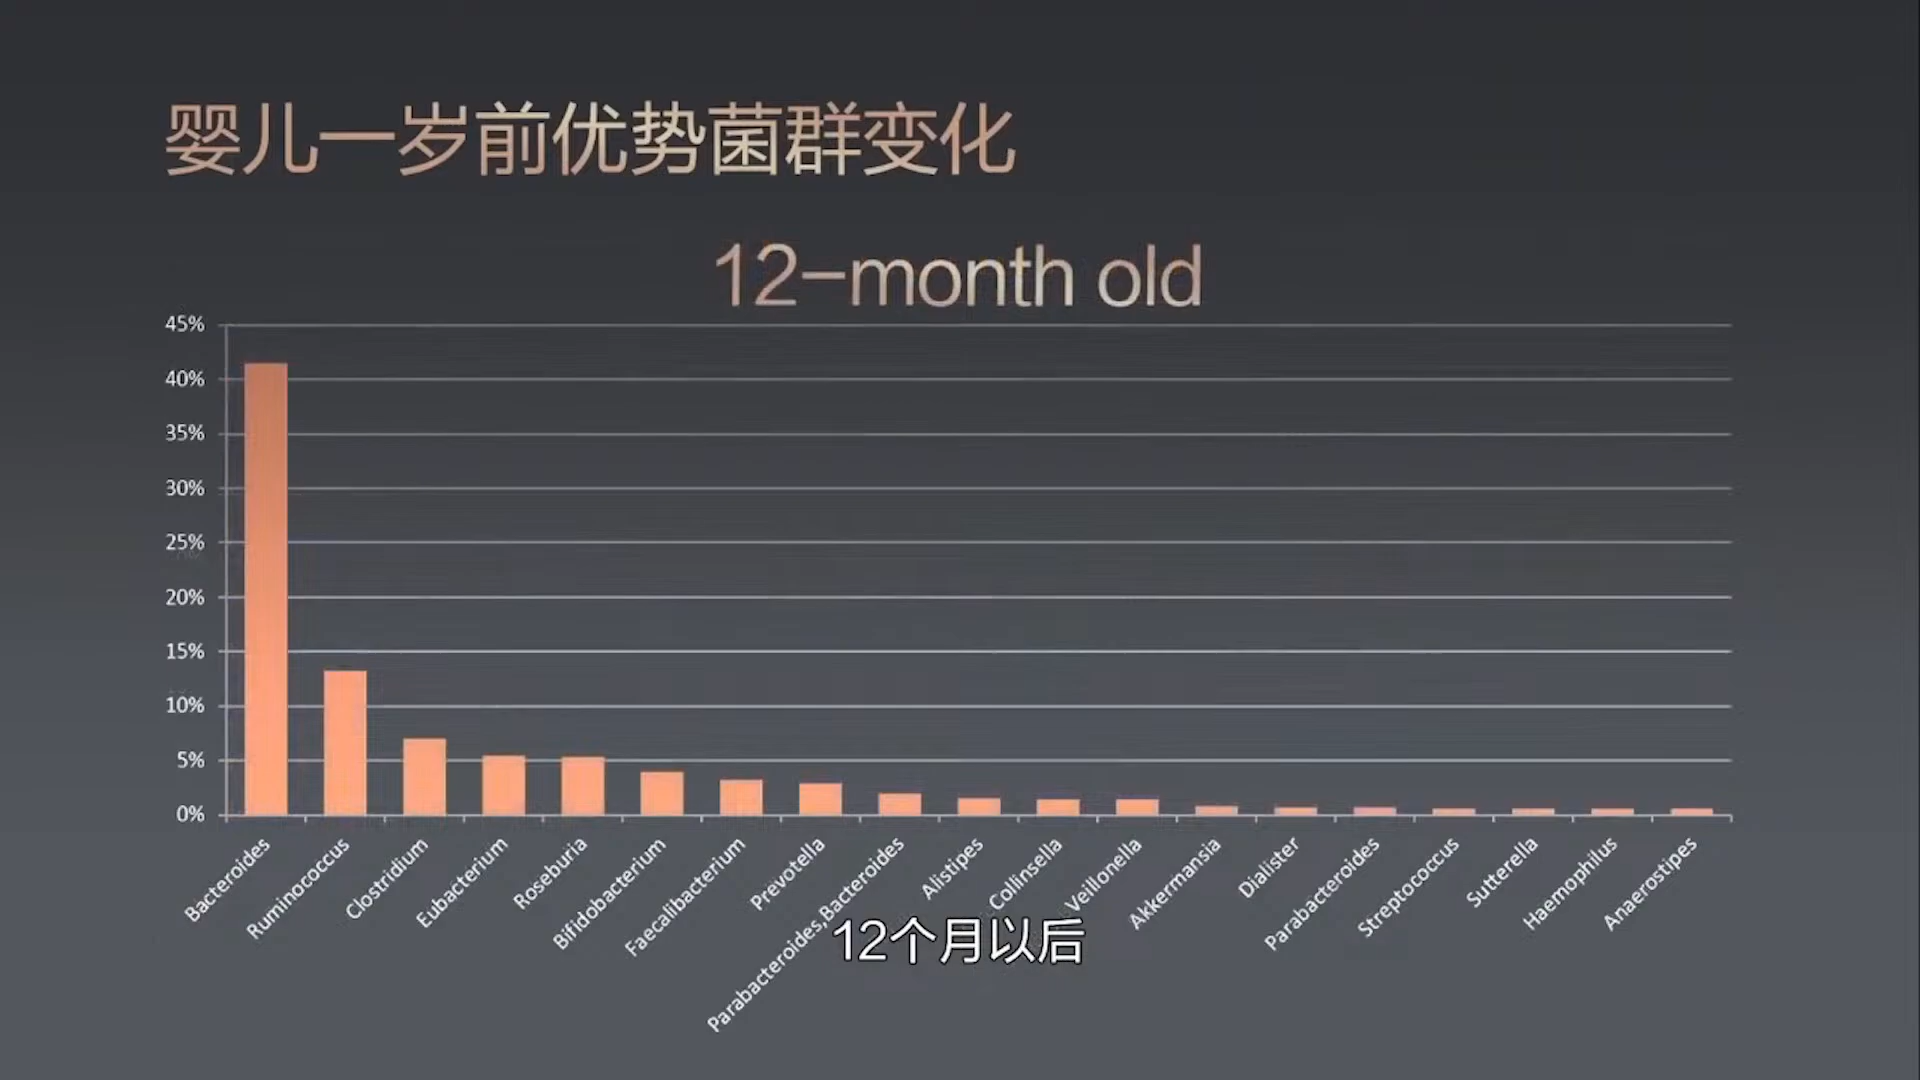 婴儿一岁前优势菌群变化
12-month old
45%
40%
35%
30%
25%
20%
15%
10%
5%
0%
Bacteroides
Ruminococcus
Clostridium
Eubacterium
Roseburia
Bifidobacterium
Faecalibacterium
Prevotella
Parabacteroides,Bacteroides
Alistipes
Collinsella
Veillonella
Akkermansia
Dialister
Parabacteroides
Streptococcus
Sutterella
Haemophilus
Anaerostipes
12个月以后